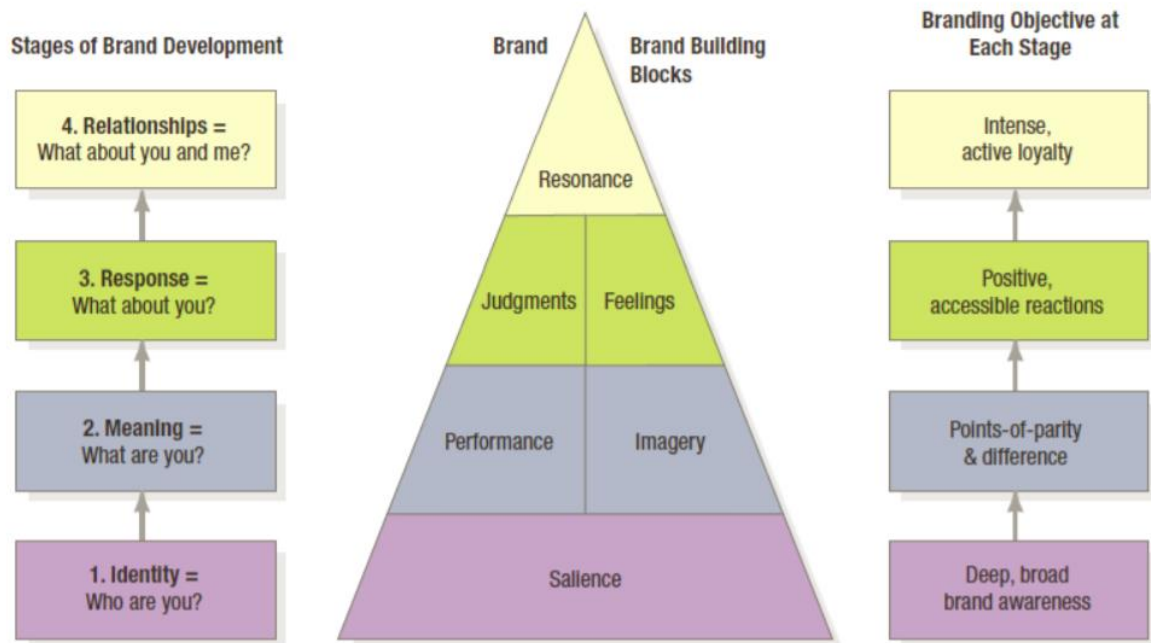 Stages of Brand Development
4. Relationships =
What about you and me?
3. Response =
What about you?
2. Meaning =
What are you?
1. Identity =
Who are you?
Brand
Brand Building
Blocks
Resonance
Judgments
Feelings
Performance
Imagery
Salience
Branding Objective at
Each Stage
Intense,
active loyalty
Positive,
accessible reactions
Points-of-parity
& difference
Deep, broad
brand awareness